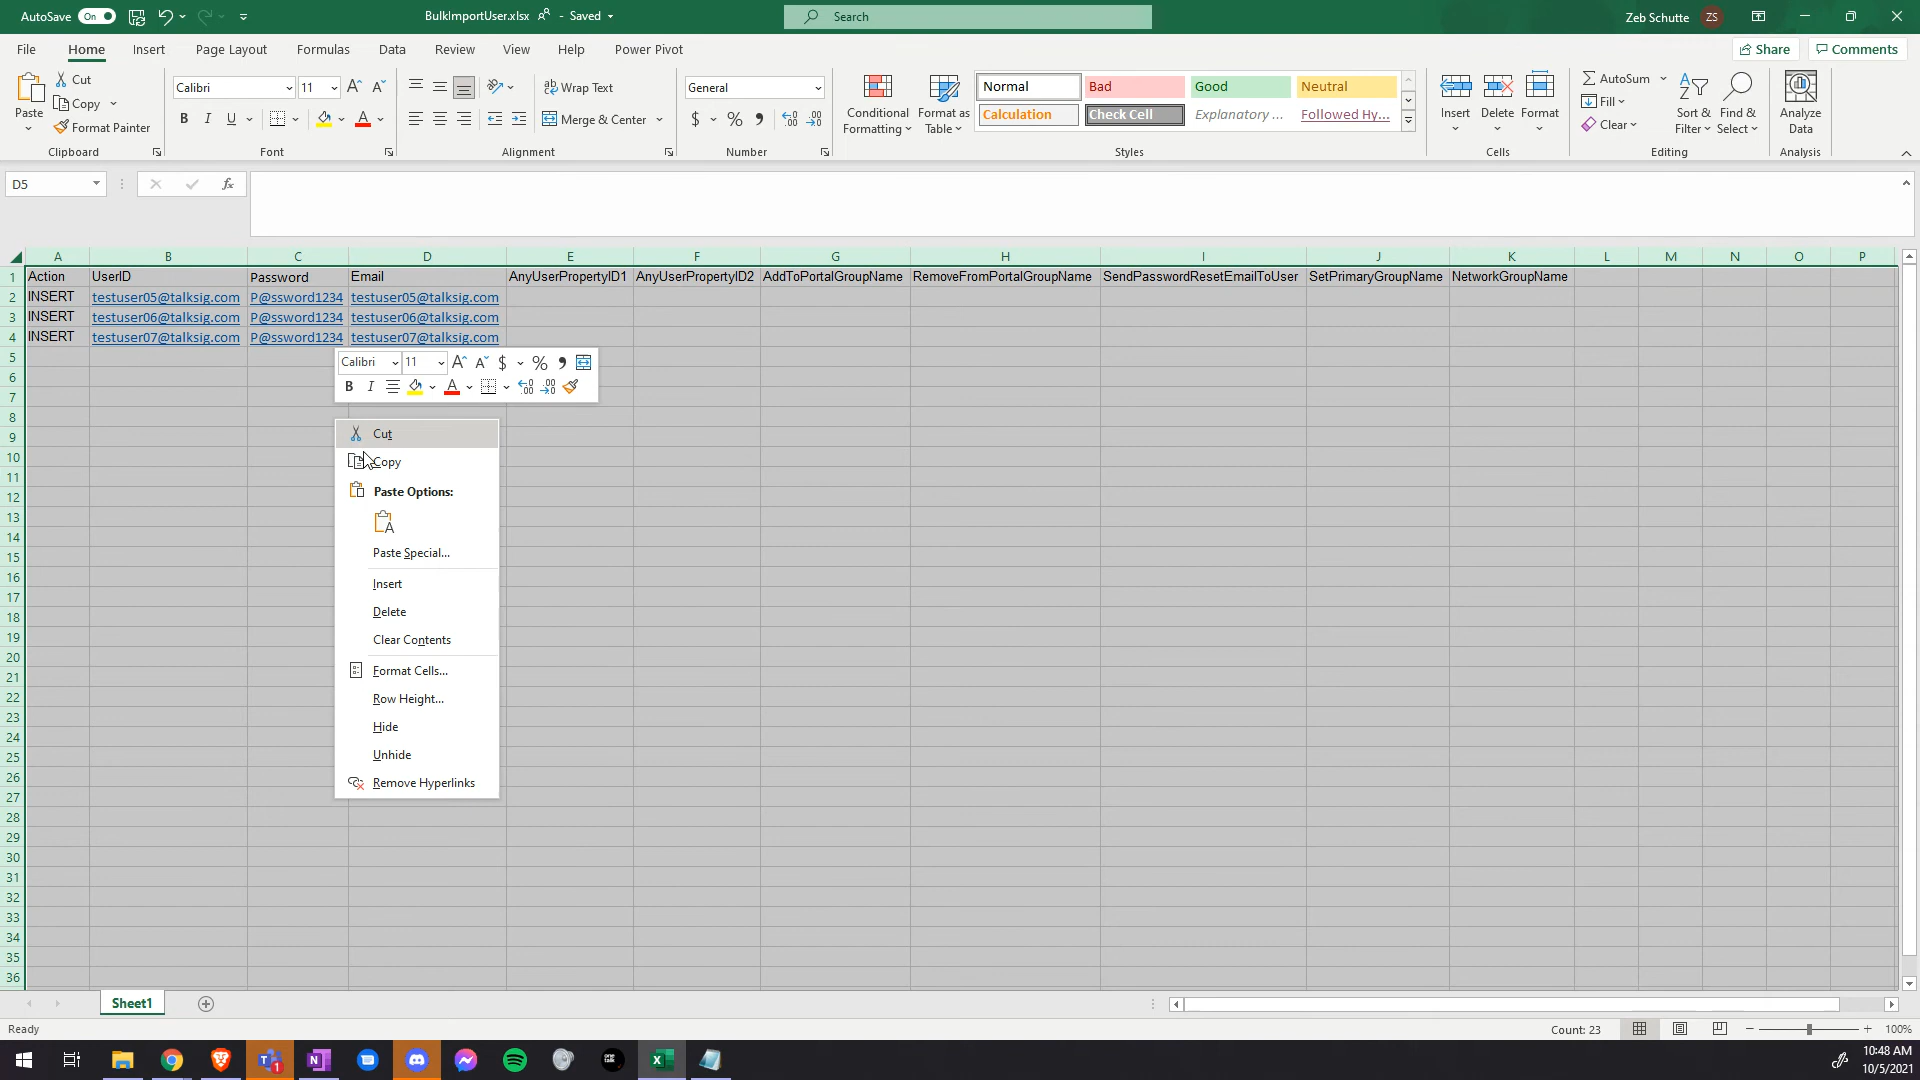 AutoSave On BulkImportUser.xlsx - Saved Search Zeb Schutte ZS
File Home Insert Page Layout Formulas Data Review View Help Power Pivot Share Comments
Paste Cut Copy Format Painter Clipboard
Calibri 11 A A B I U A Font
Wrap Text Merge & Center Alignment
General $ % Number
Conditional Formatting Format as Table Normal Bad Good Neutral Calculation Check Cell Explanatory ... Followed Hy... Styles
Insert Delete Format Cells
AutoSum Fill Clear Sort & Filter Find & Select Editing
Analyze Data Analysis
D5 fx
A B C D E F G H I J K L M N O P
1 Action UserID Password Email AnyUserPropertyID1 AnyUserPropertyID2 AddToPortalGroupName RemoveFromPortalGroupName SendPasswordResetEmailToUser SetPrimaryGroupName NetworkGroupName
2 INSERT testuser05@talksig.com P@ssword1234 testuser05@talksig.com
3 INSERT testuser06@talksig.com P@ssword1234 testuser06@talksig.com
4 INSERT testuser07@talksig.com P@ssword1234 testuser07@talksig.com
5
6
7
8
9
10
11
12
13
14
15
16
17
18
19
20
21
22
23
24
25
26
27
28
29
30
31
32
33
34
35
36
Calibri 11 A A $ %
B I A
Cut
Copy
Paste Options:
Paste Special...
Insert
Delete
Clear Contents
Format Cells...
Row Height...
Hide
Unhide
Remove Hyperlinks
Sheet1
Ready Count: 23 100%
10:48 AM
10/5/2021